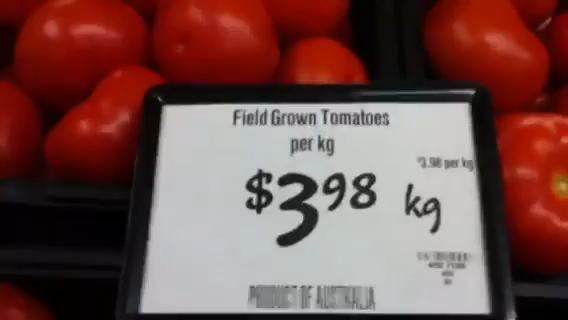 Field Grown Tomatoes
per kg
$3.98 per kg
$398 kg
PRODUCT OF AUSTRALIA